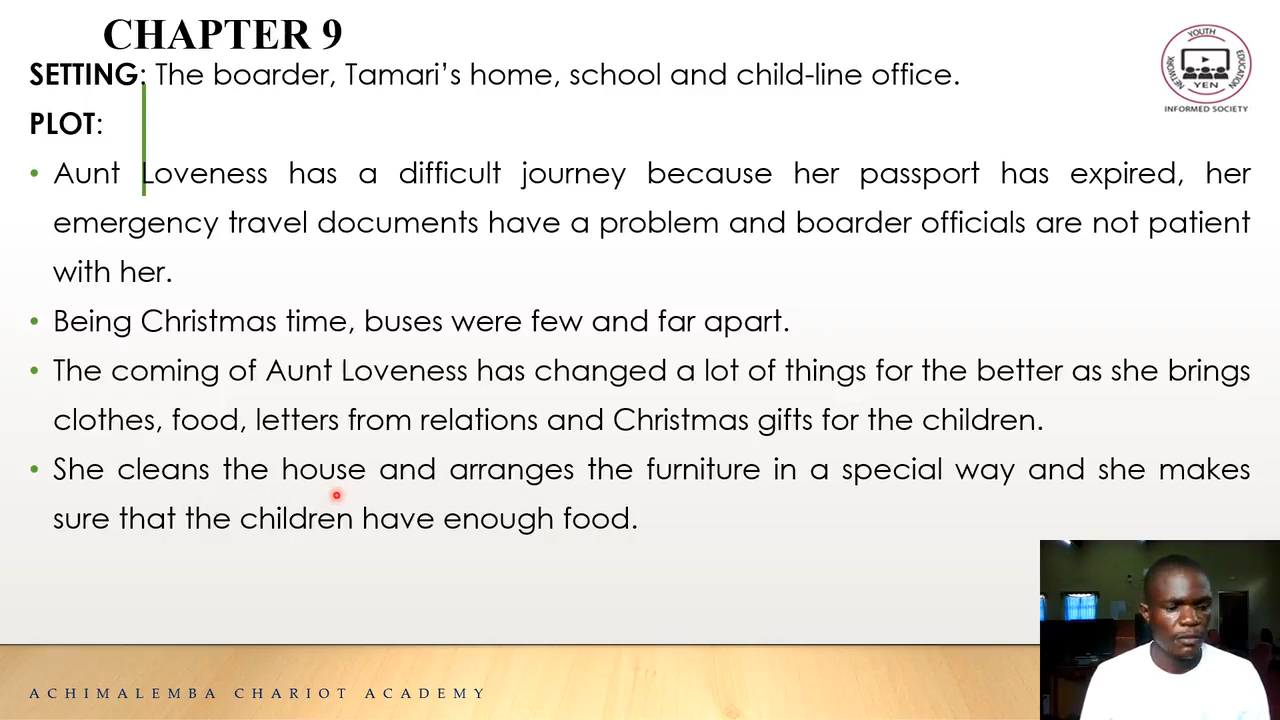 CHAPTER 9
SETTING: The boarder, Tamari's home, school and child-line office.
PLOT:
• Aunt Loveness has a difficult journey because her passport has expired, her
emergency travel documents have a problem and boarder officials are not patient
with her.
• Being Christmas time, buses were few and far apart.
• The coming of Aunt Loveness has changed a lot of things for the better as she brings
clothes, food, letters from relations and Christmas gifts for the children.
• She cleans the house and arranges the furniture in a special way and she makes
sure that the children have enough food.
YOUTH
EDUCATION
NETWORK
YEN
INFORMED SOCIETY
ACHIMALEMBA CHARIOT ACADEMY